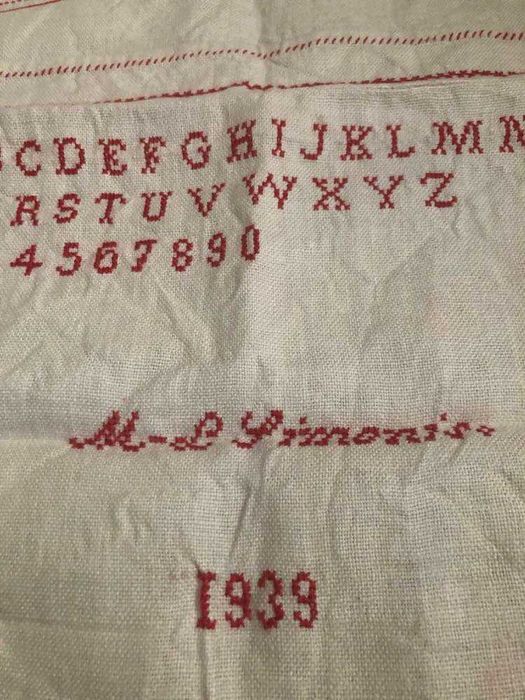 CDEFGHIJKLMN
RSTUVWXYZ
4567890
M-L Simonis.
1939